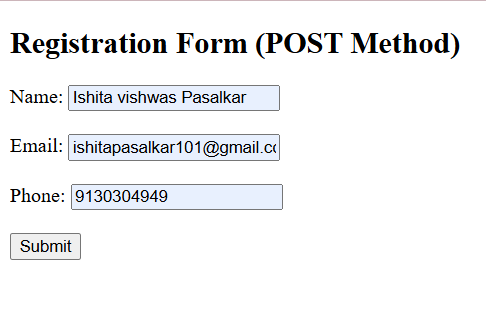 Registration Form (POST Method)
Name: Ishita vishwas Pasalkar
Email: ishitapasalkar101@gmail.co
Phone: 9130304949
Submit